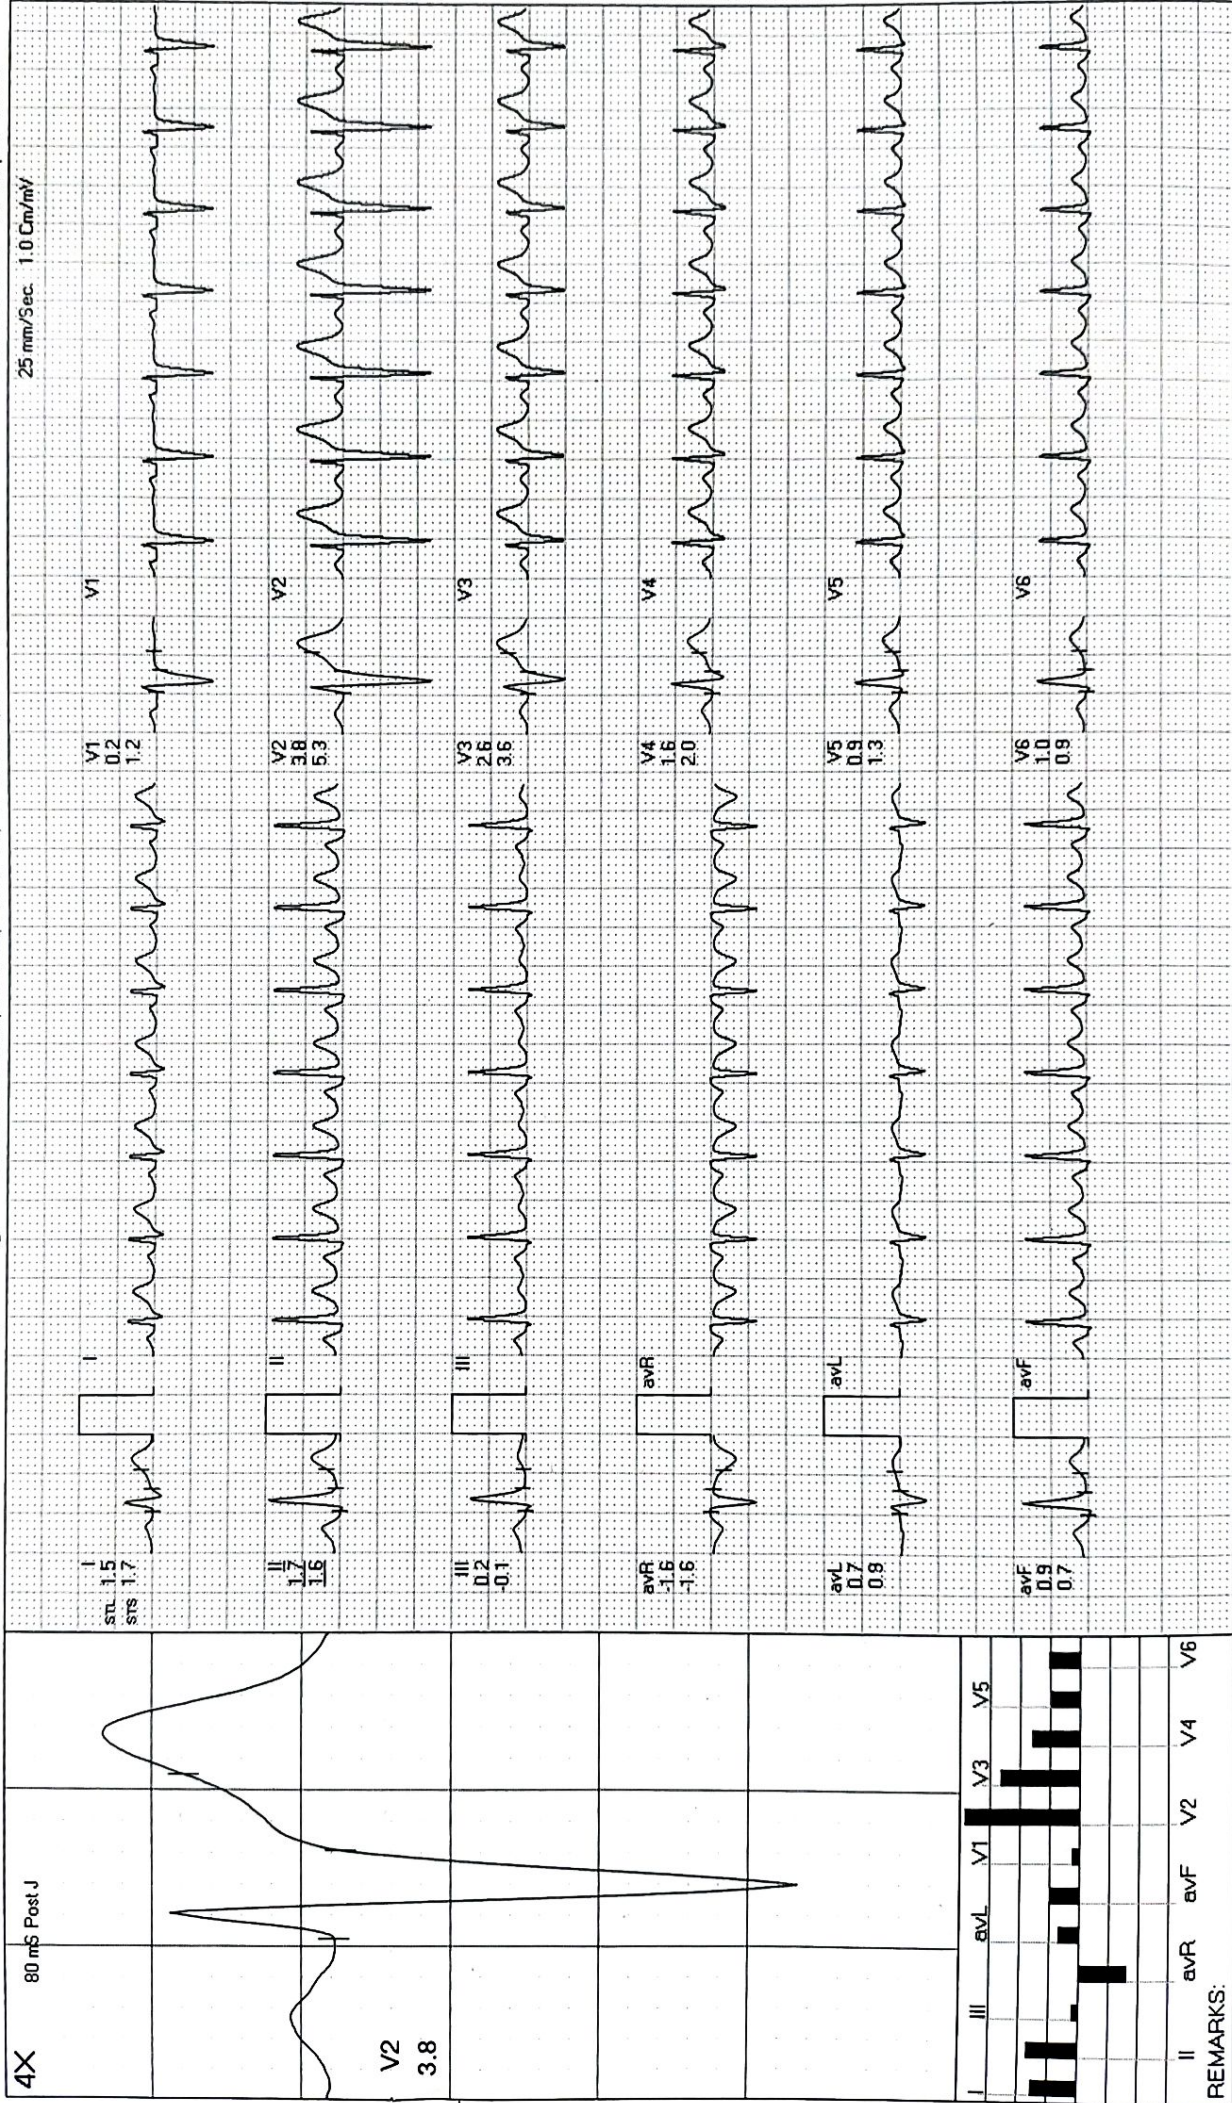 4X
80 mS Post J
V2
3.8
25 mm/Sec. 1.0 Cm/mV
I
STL 1.5
STS 1.7
I
V1
0.2
1.2
V1
II
1.7
1.6
II
V2
3.8
5.3
V2
III
0.2
-0.1
III
V3
2.6
3.6
V3
avR
-1.6
-1.6
avR
V4
1.6
2.0
V4
avL
0.7
0.9
avL
V5
0.9
1.3
V5
avF
0.9
0.7
avF
V6
1.0
0.9
V6
I III avL V1 V3 V5
II avR avF V2 V4 V6
REMARKS: